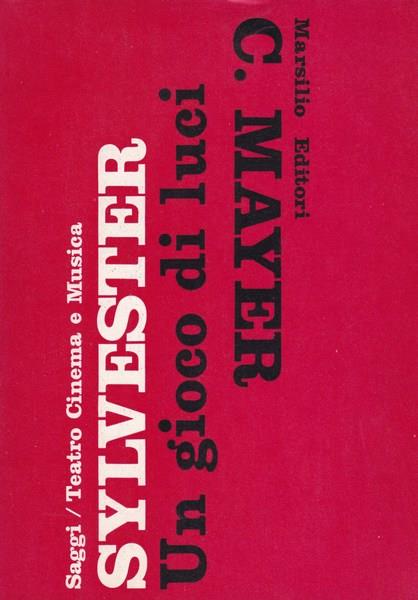 Marsilio Editori
C. MAYER
Saggi / Teatro Cinema e Musica
SYLVESTER
Un gioco di luci